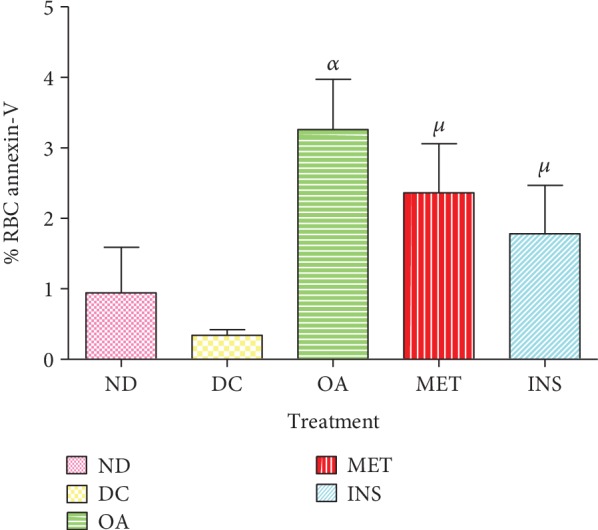 5
4
3
2
1
0
% RBC annexin-V
α
μ
μ
ND DC OA MET INS
Treatment
ND
DC
OA
MET
INS